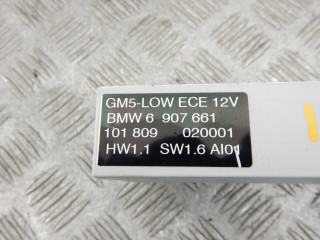 GM5-LOW ECE 12V
BMW 6 907 661
101 809 020001
HW1.1 SW1.6 AI01